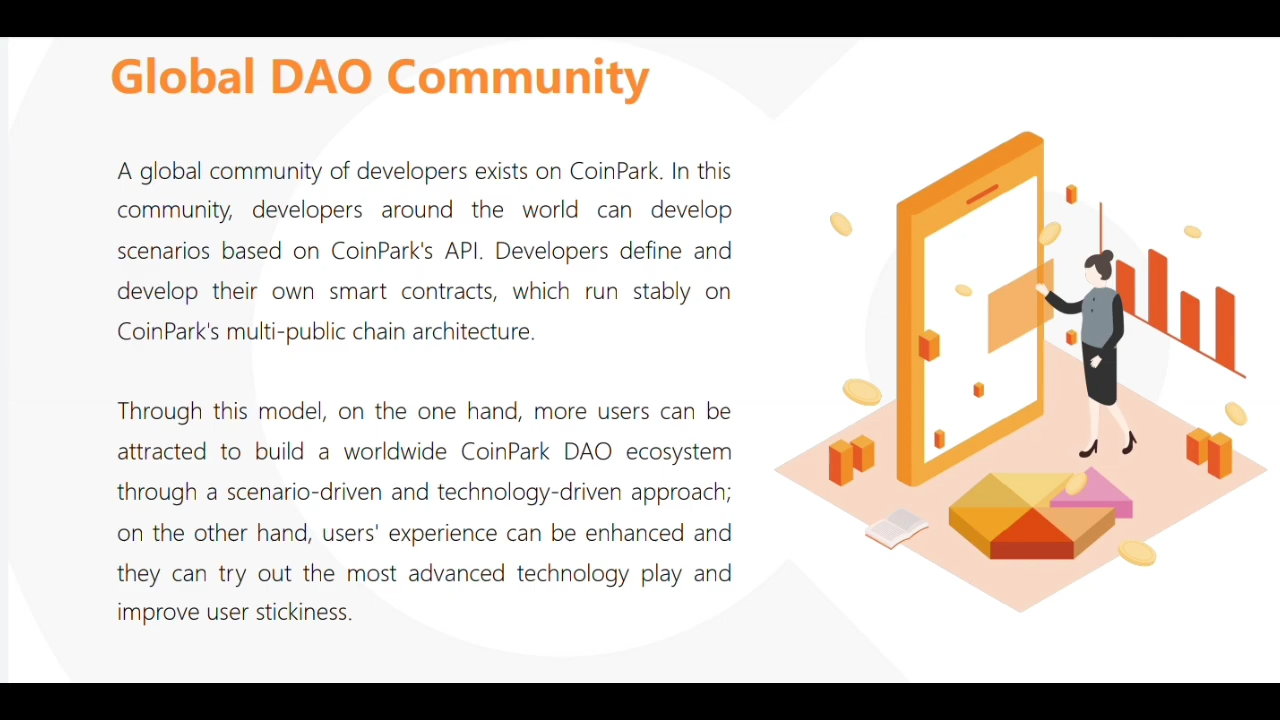 Global DAO Community
A global community of developers exists on CoinPark. In this
community, developers around the world can develop
scenarios based on CoinPark's API. Developers define and
develop their own smart contracts, which run stably on
CoinPark's multi-public chain architecture.
Through this model, on the one hand, more users can be
attracted to build a worldwide CoinPark DAO ecosystem
through a scenario-driven and technology-driven approach;
on the other hand, users' experience can be enhanced and
they can try out the most advanced technology play and
improve user stickiness.